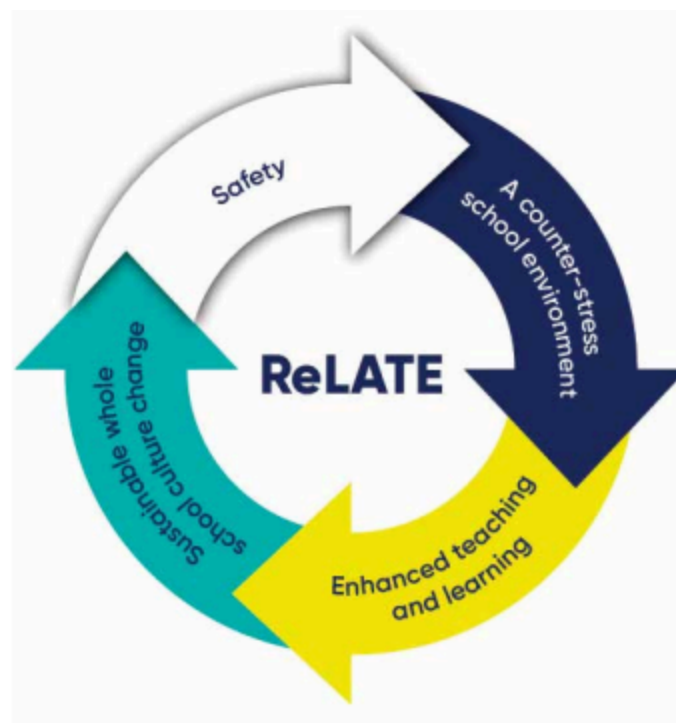 Safety
A counter-stress
school environment
Enhanced teaching
and learning
Sustainable whole
school culture change
ReLATE